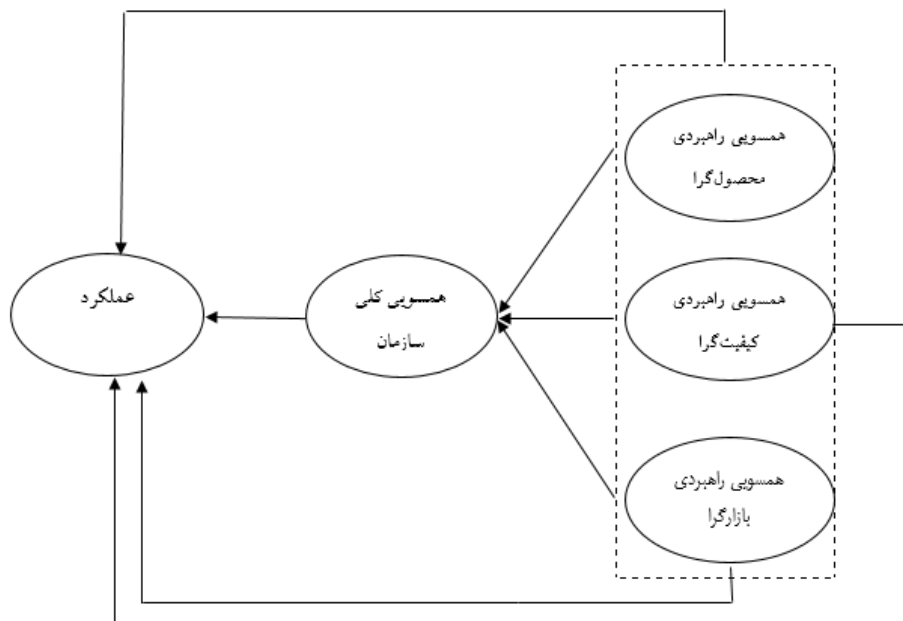 همسویی راهبردی
محصول‌گرا
همسویی راهبردی
کیفیت‌گرا
همسویی راهبردی
بازارگرا
همسویی کلی
سازمان
عملکرد